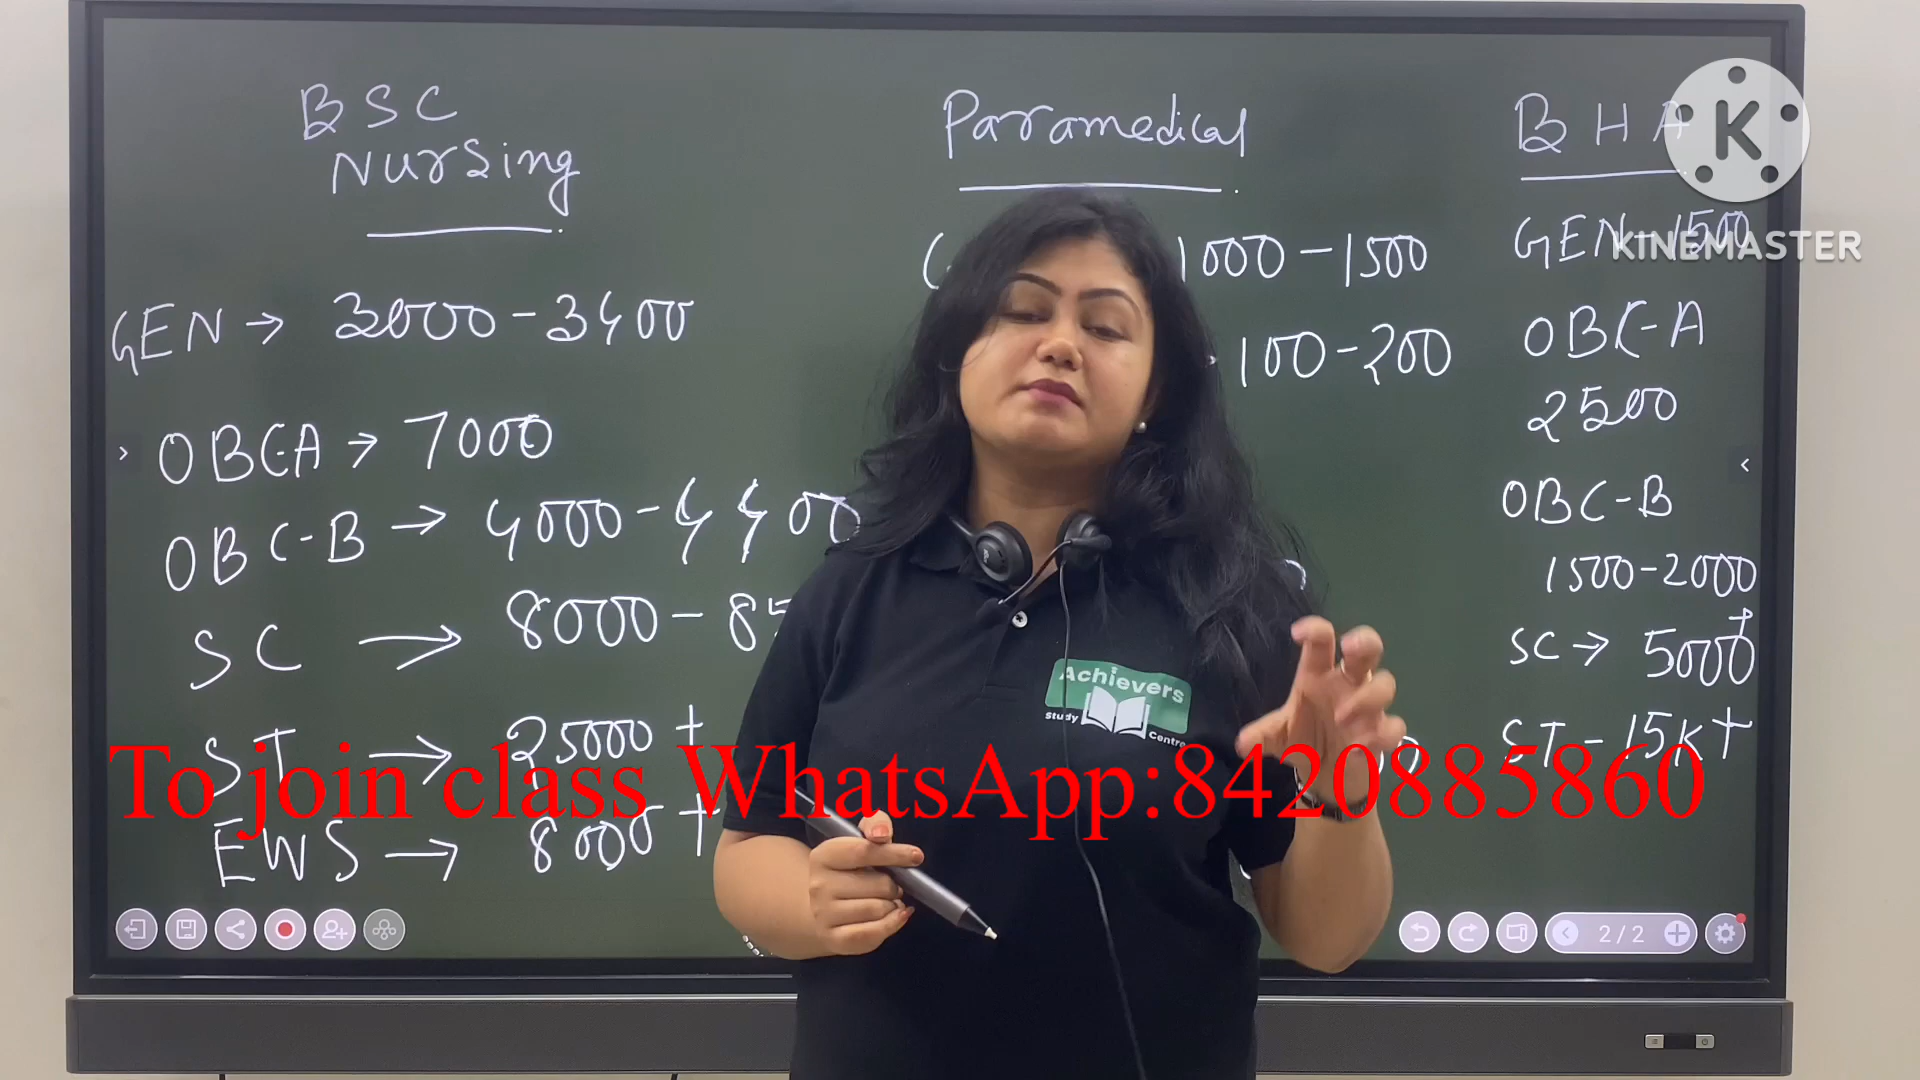 BSC
NURSing
GEN → 3000-3400
OBC-A → 7000
OBC-B → 4000-4400
SC → 8000-85
ST → 25000+
EWS → 8000+
Paramedical
1000-1500
100-200
BHA
GEN-1500
OBC-A
2500
OBC-B
1500-2000
SC → 5000+
ST-15K+
KINEMASTER
Achievers
Study
Centre
To join class WhatsApp:8420885860
2/2